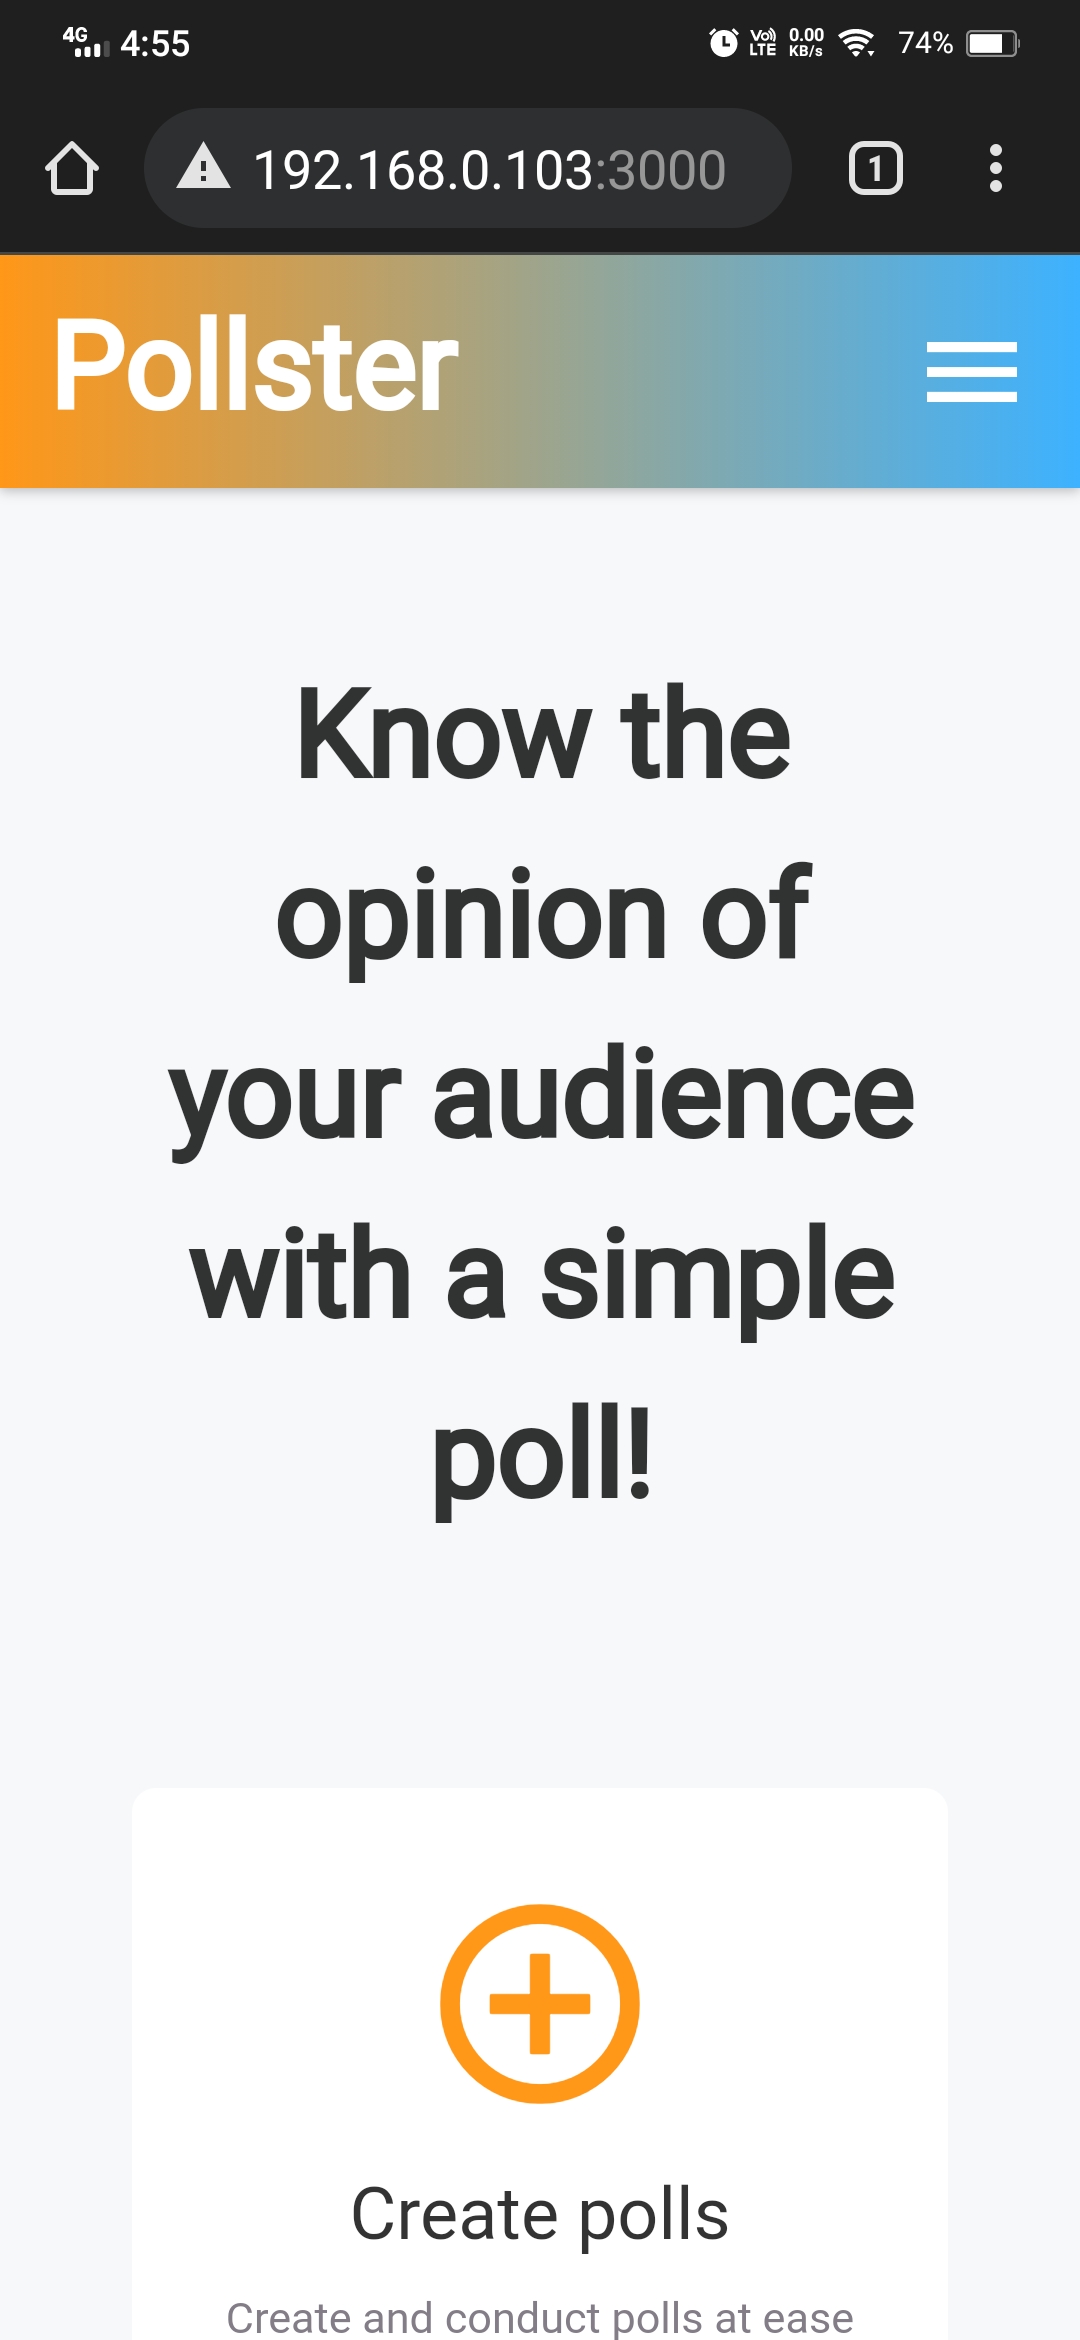 4G 4:55 Vo) LTE 0.00 KB/s 74%
192.168.0.103:3000 1
Pollster
Know the
opinion of
your audience
with a simple
poll!
Create polls
Create and conduct polls at ease